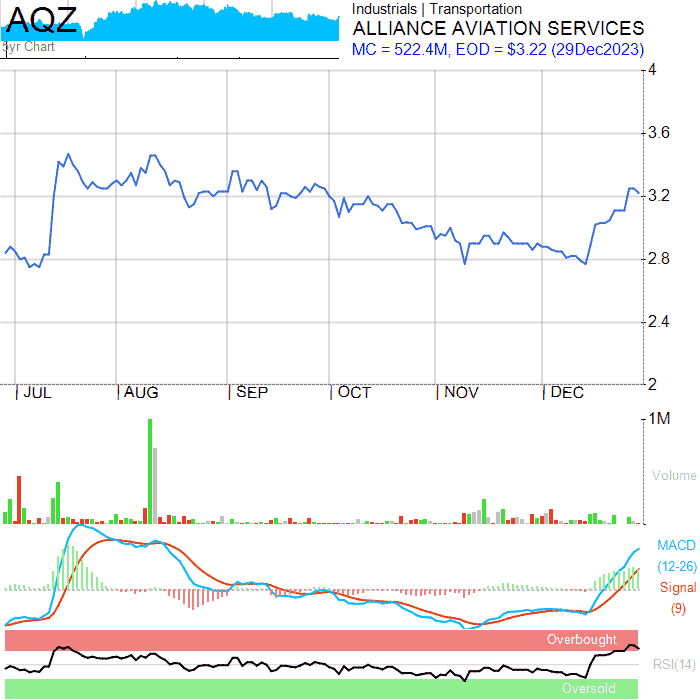 AQZ
5yr Chart
Industrials | Transportation
ALLIANCE AVIATION SERVICES
MC = 522.4M, EOD = $3.22 (29Dec2023)
4
3.6
3.2
2.8
2.4
2
JUL AUG SEP OCT NOV DEC
1M
Volume
MACD
(12-26)
Signal
(9)
Overbought
RSI(14)
Oversold